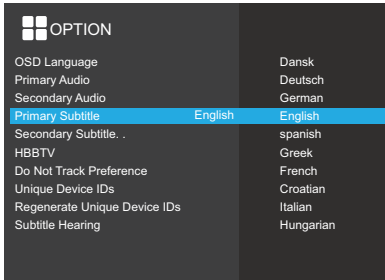 OPTION
OSD Language
Primary Audio
Secondary Audio
Primary Subtitle English
Secondary Subtitle. .
HBBTV
Do Not Track Preference
Unique Device IDs
Regenerate Unique Device IDs
Subtitle Hearing
Dansk
Deutsch
German
English
spanish
Greek
French
Croatian
Italian
Hungarian